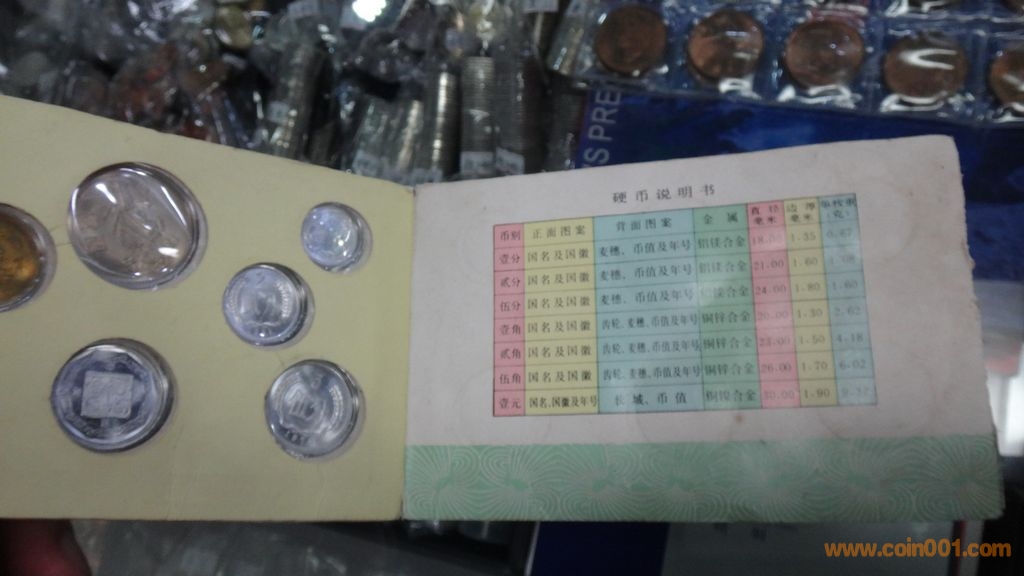 S PRE
硬币说明书
币别 正面图案 背面图案 金属 直径毫米 边厚毫米 单枚重(克)
壹分 国名及国徽 麦穗、币值及年号 铝镁合金 18.00 1.35 0.67
贰分 国名及国徽 麦穗、币值及年号 铝镁合金 21.00 1.60 1.08
伍分 国名及国徽 麦穗、币值及年号 铝镁合金 24.00 1.80 1.60
壹角 国名及国徽 齿轮、麦穗、币值及年号 铜锌合金 20.00 1.30 2.62
贰角 国名及国徽 齿轮、麦穗、币值及年号 铜锌合金 23.00 1.50 4.18
伍角 国名及国徽 齿轮、麦穗、币值及年号 铜锌合金 26.00 1.70 6.02
壹元 国名、国徽及年号 长城、币值 铜镍合金 30.00 1.90 9.32
www.coin001.com